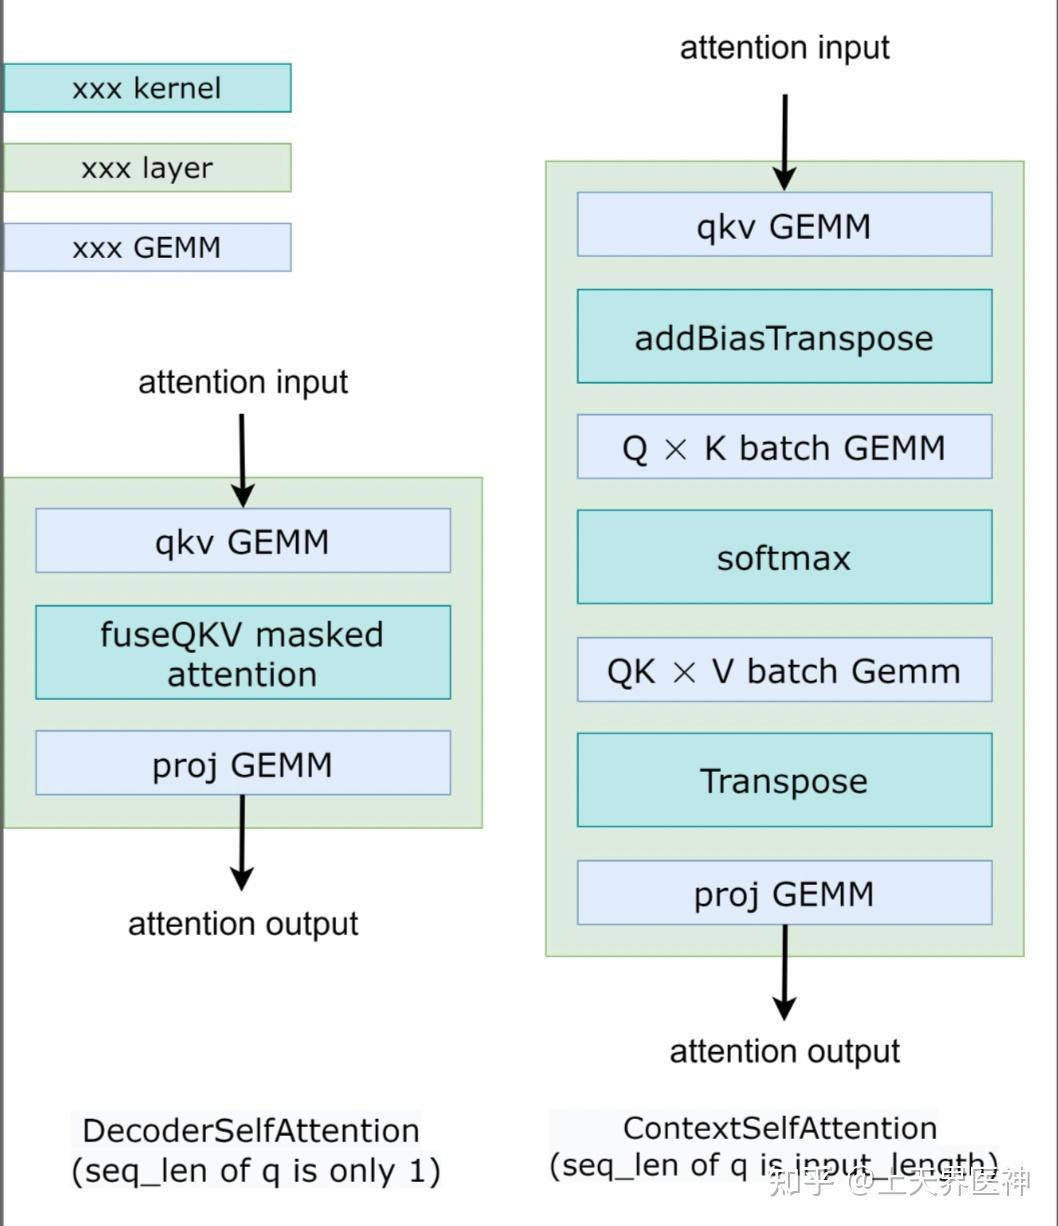 xxx kernel
xxx layer
xxx GEMM
attention input
qkv GEMM
fuseQKV masked
attention
proj GEMM
attention output
DecoderSelfAttention
(seq_len of q is only 1)
attention input
qkv GEMM
addBiasTranspose
Q × K batch GEMM
softmax
QK × V batch Gemm
Transpose
proj GEMM
attention output
ContextSelfAttention
(seq_len of q is input_length)
知乎 @上天界医神